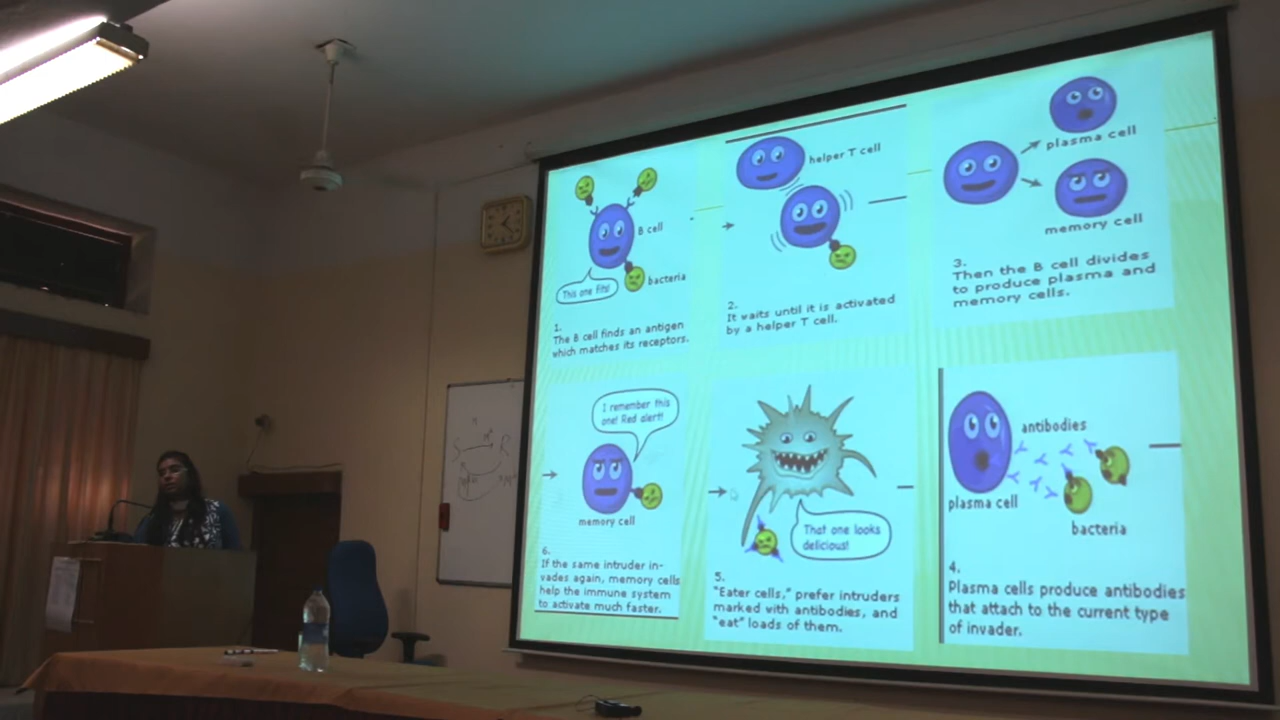 B cell
bacteria
This one fits!
1.
The B cell finds an antigen
which matches its receptors.
helper T cell
2.
It waits until it is activated
by a helper T cell.
plasma cell
memory cell
3.
Then the B cell divides
to produce plasma and
memory cells.
antibodies
plasma cell
bacteria
4.
Plasma cells produce antibodies
that attach to the current type
of invader.
That one looks
delicious!
5.
"Eater cells," prefer intruders
marked with antibodies, and
"eat" loads of them.
I remember this
one! Red alert!
memory cell
6.
If the same intruder in-
vades again, memory cells
help the immune system
to activate much faster.
S
R